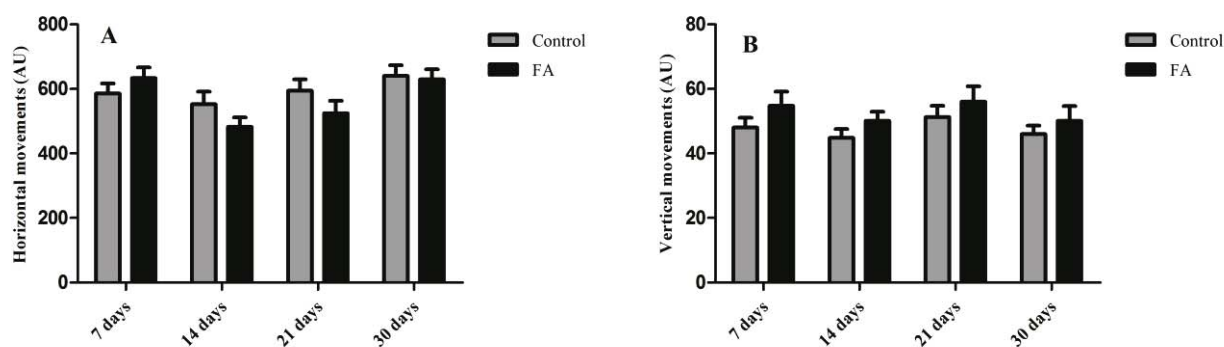 A
Horizontal movements (AU)
800
600
400
200
0
7 days
14 days
21 days
30 days
Control
FA
B
Vertical movements (AU)
80
60
40
20
0
7 days
14 days
21 days
30 days
Control
FA